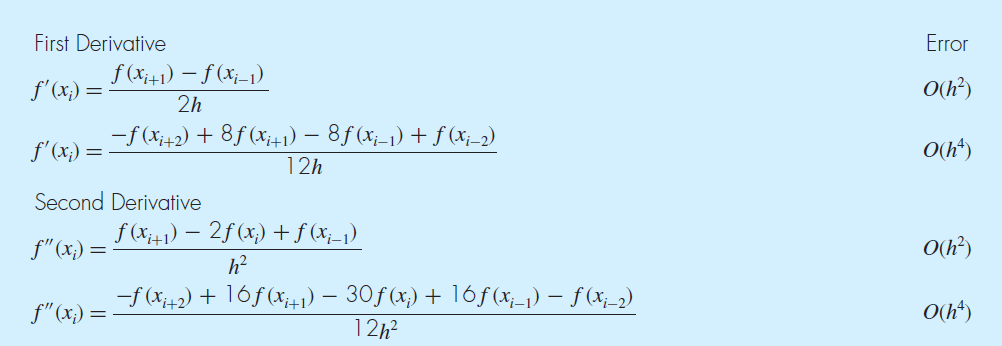 First Derivative Error
f'(xᵢ) = (f(xᵢ₊₁) − f(xᵢ₋₁)) / 2h O(h²)
f'(xᵢ) = (−f(xᵢ₊₂) + 8f(xᵢ₊₁) − 8f(xᵢ₋₁) + f(xᵢ₋₂)) / 12h O(h⁴)
Second Derivative
f"(xᵢ) = (f(xᵢ₊₁) − 2f(xᵢ) + f(xᵢ₋₁)) / h² O(h²)
f"(xᵢ) = (−f(xᵢ₊₂) + 16f(xᵢ₊₁) − 30f(xᵢ) + 16f(xᵢ₋₁) − f(xᵢ₋₂)) / 12h² O(h⁴)